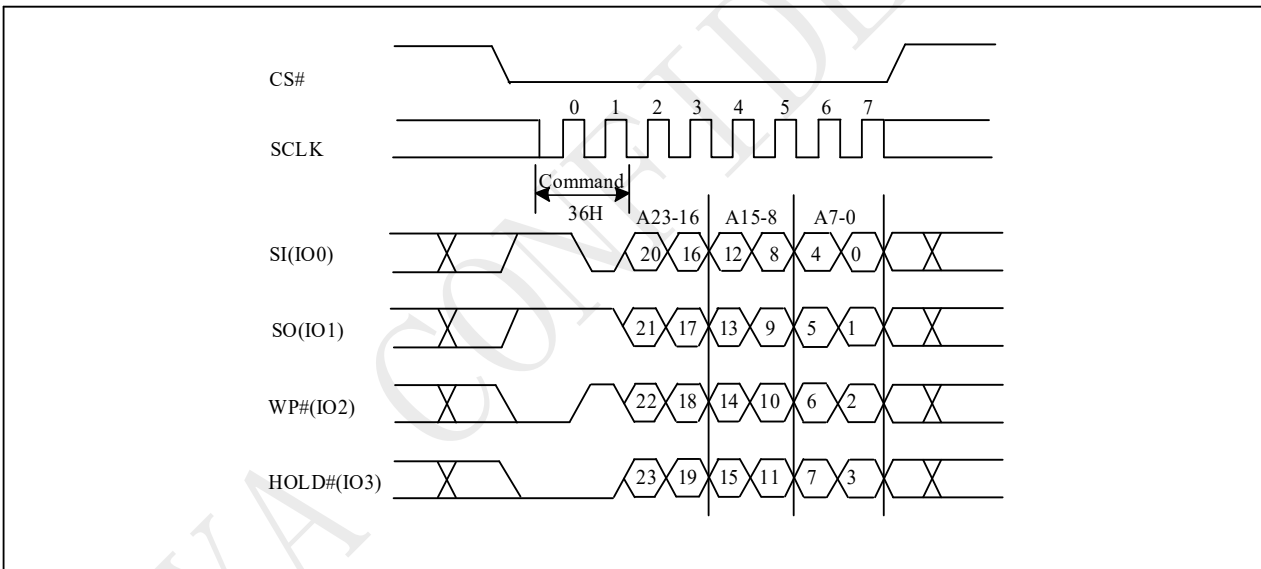 CS#
0 1 2 3 4 5 6 7
SCLK
Command
36H
A23-16 A15-8 A7-0
SI(IO0) 20 16 12 8 4 0
SO(IO1) 21 17 13 9 5 1
WP#(IO2) 22 18 14 10 6 2
HOLD#(IO3) 23 19 15 11 7 3